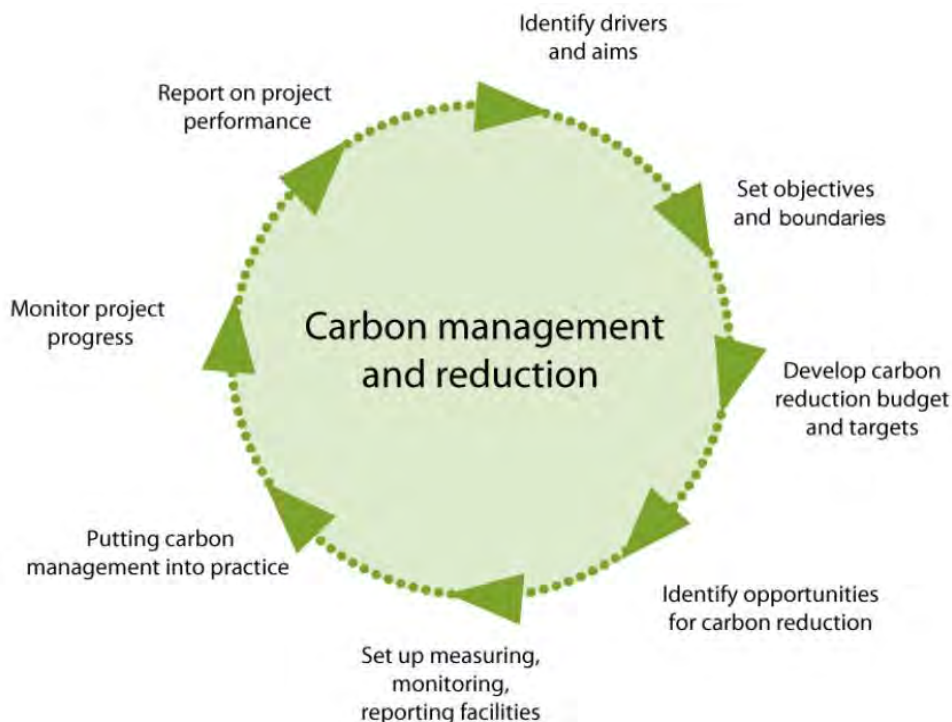 Identify drivers
and aims
Set objectives
and boundaries
Develop carbon
reduction budget
and targets
Identify opportunities
for carbon reduction
Set up measuring,
monitoring,
reporting facilities
Putting carbon
management into practice
Monitor project
progress
Report on project
performance
Carbon management
and reduction